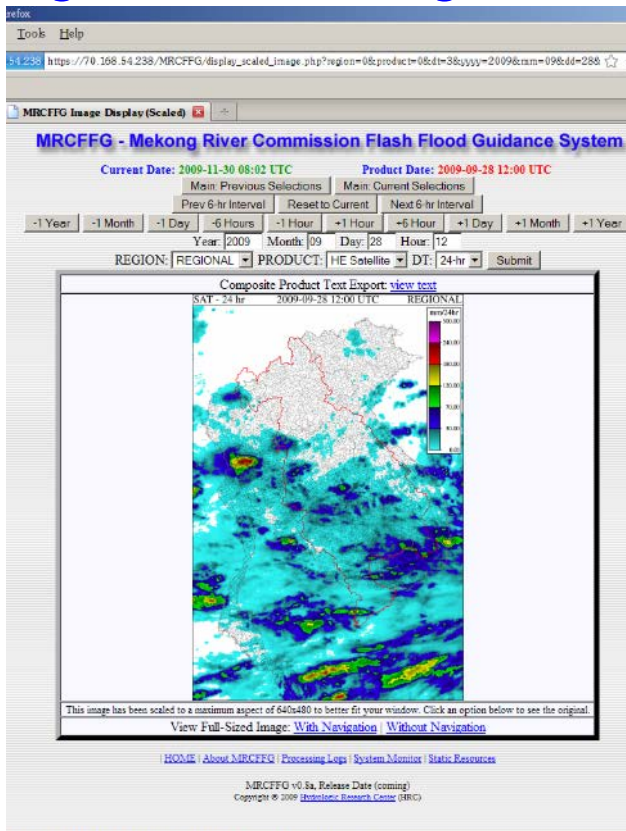 refox
Tools Help
54.238 https://70.168.54.238/MRCFFG/display_scaled_image.php?region=0&product=0&dt=3&yyyy=2009&mm=09&dd=28&
MRCFFG Image Display (Scaled)
MRCFFG - Mekong River Commission Flash Flood Guidance System
Current Date: 2009-11-30 08:02 UTC Product Date: 2009-09-28 12:00 UTC
Main: Previous Selections Main: Current Selections
Prev 6-hr Interval Reset to Current Next 6-hr Interval
-1 Year -1 Month -1 Day -6 Hours -1 Hour +1 Hour +6 Hour +1 Day +1 Month +1 Year
Year: 2009 Month: 09 Day: 28 Hour: 12
REGION: REGIONAL PRODUCT: HE Satellite DT: 24-hr Submit
Composite Product Text Export: view text
SAT - 24 hr 2009-09-28 12:00 UTC REGIONAL
mm/24hr
120.00
0.00
This image has been scaled to a maximum aspect of 640x480 to better fit your window. Click an option below to see the original.
View Full-Sized Image: With Navigation | Without Navigation
| HOME | About MRCFFG | Processing Logs | System Monitor | Static Resources
MRCFFG v0.8a, Release Date (coming)
Copyright © 2009 Hydrologic Research Center (HRC)